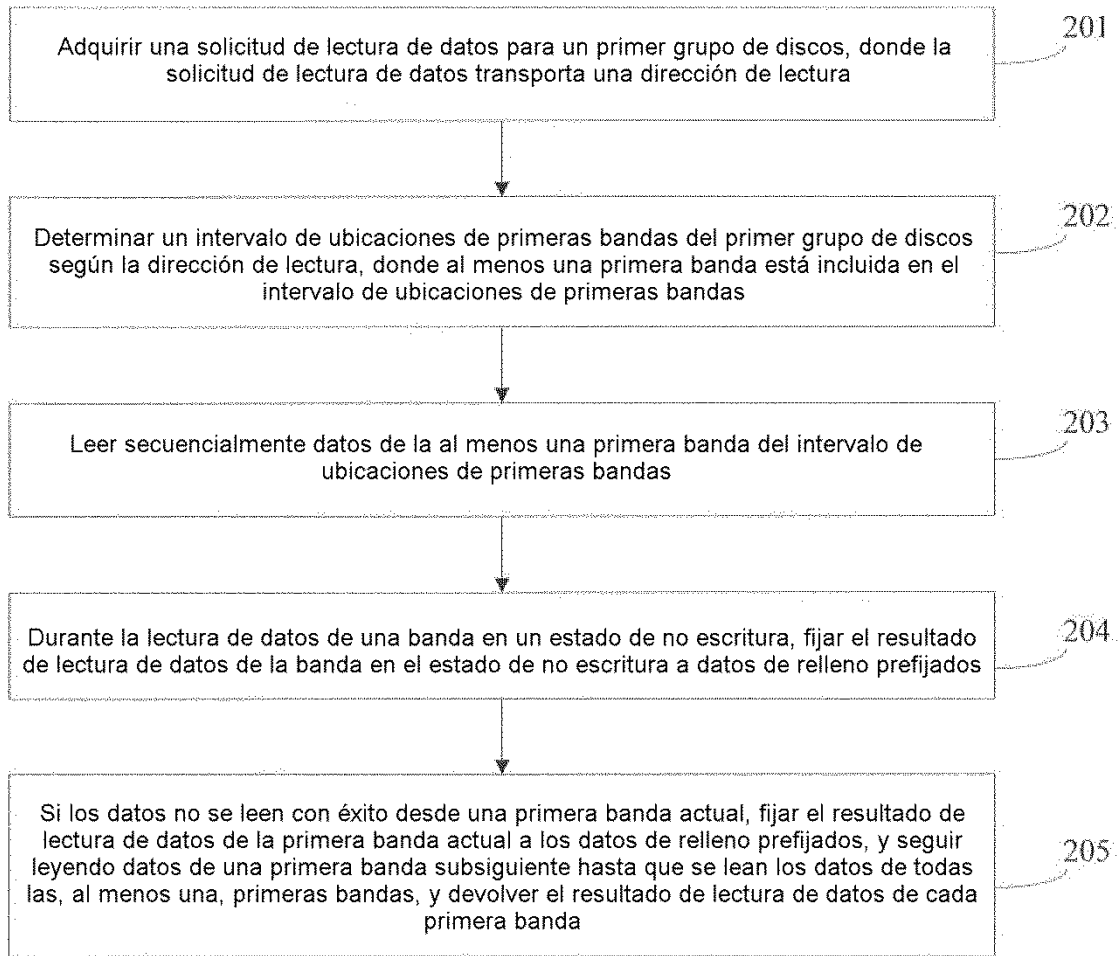 Adquirir una solicitud de lectura de datos para un primer grupo de discos, donde la
solicitud de lectura de datos transporta una dirección de lectura
201
Determinar un intervalo de ubicaciones de primeras bandas del primer grupo de discos
según la dirección de lectura, donde al menos una primera banda está incluida en el
intervalo de ubicaciones de primeras bandas
202
Leer secuencialmente datos de la al menos una primera banda del intervalo de
ubicaciones de primeras bandas
203
Durante la lectura de datos de una banda en un estado de no escritura, fijar el resultado
de lectura de datos de la banda en el estado de no escritura a datos de relleno prefijados
204
Si los datos no se leen con éxito desde una primera banda actual, fijar el resultado de
lectura de datos de la primera banda actual a los datos de relleno prefijados, y seguir
leyendo datos de una primera banda subsiguiente hasta que se lean los datos de todas
las, al menos una, primeras bandas, y devolver el resultado de lectura de datos de cada
primera banda
205